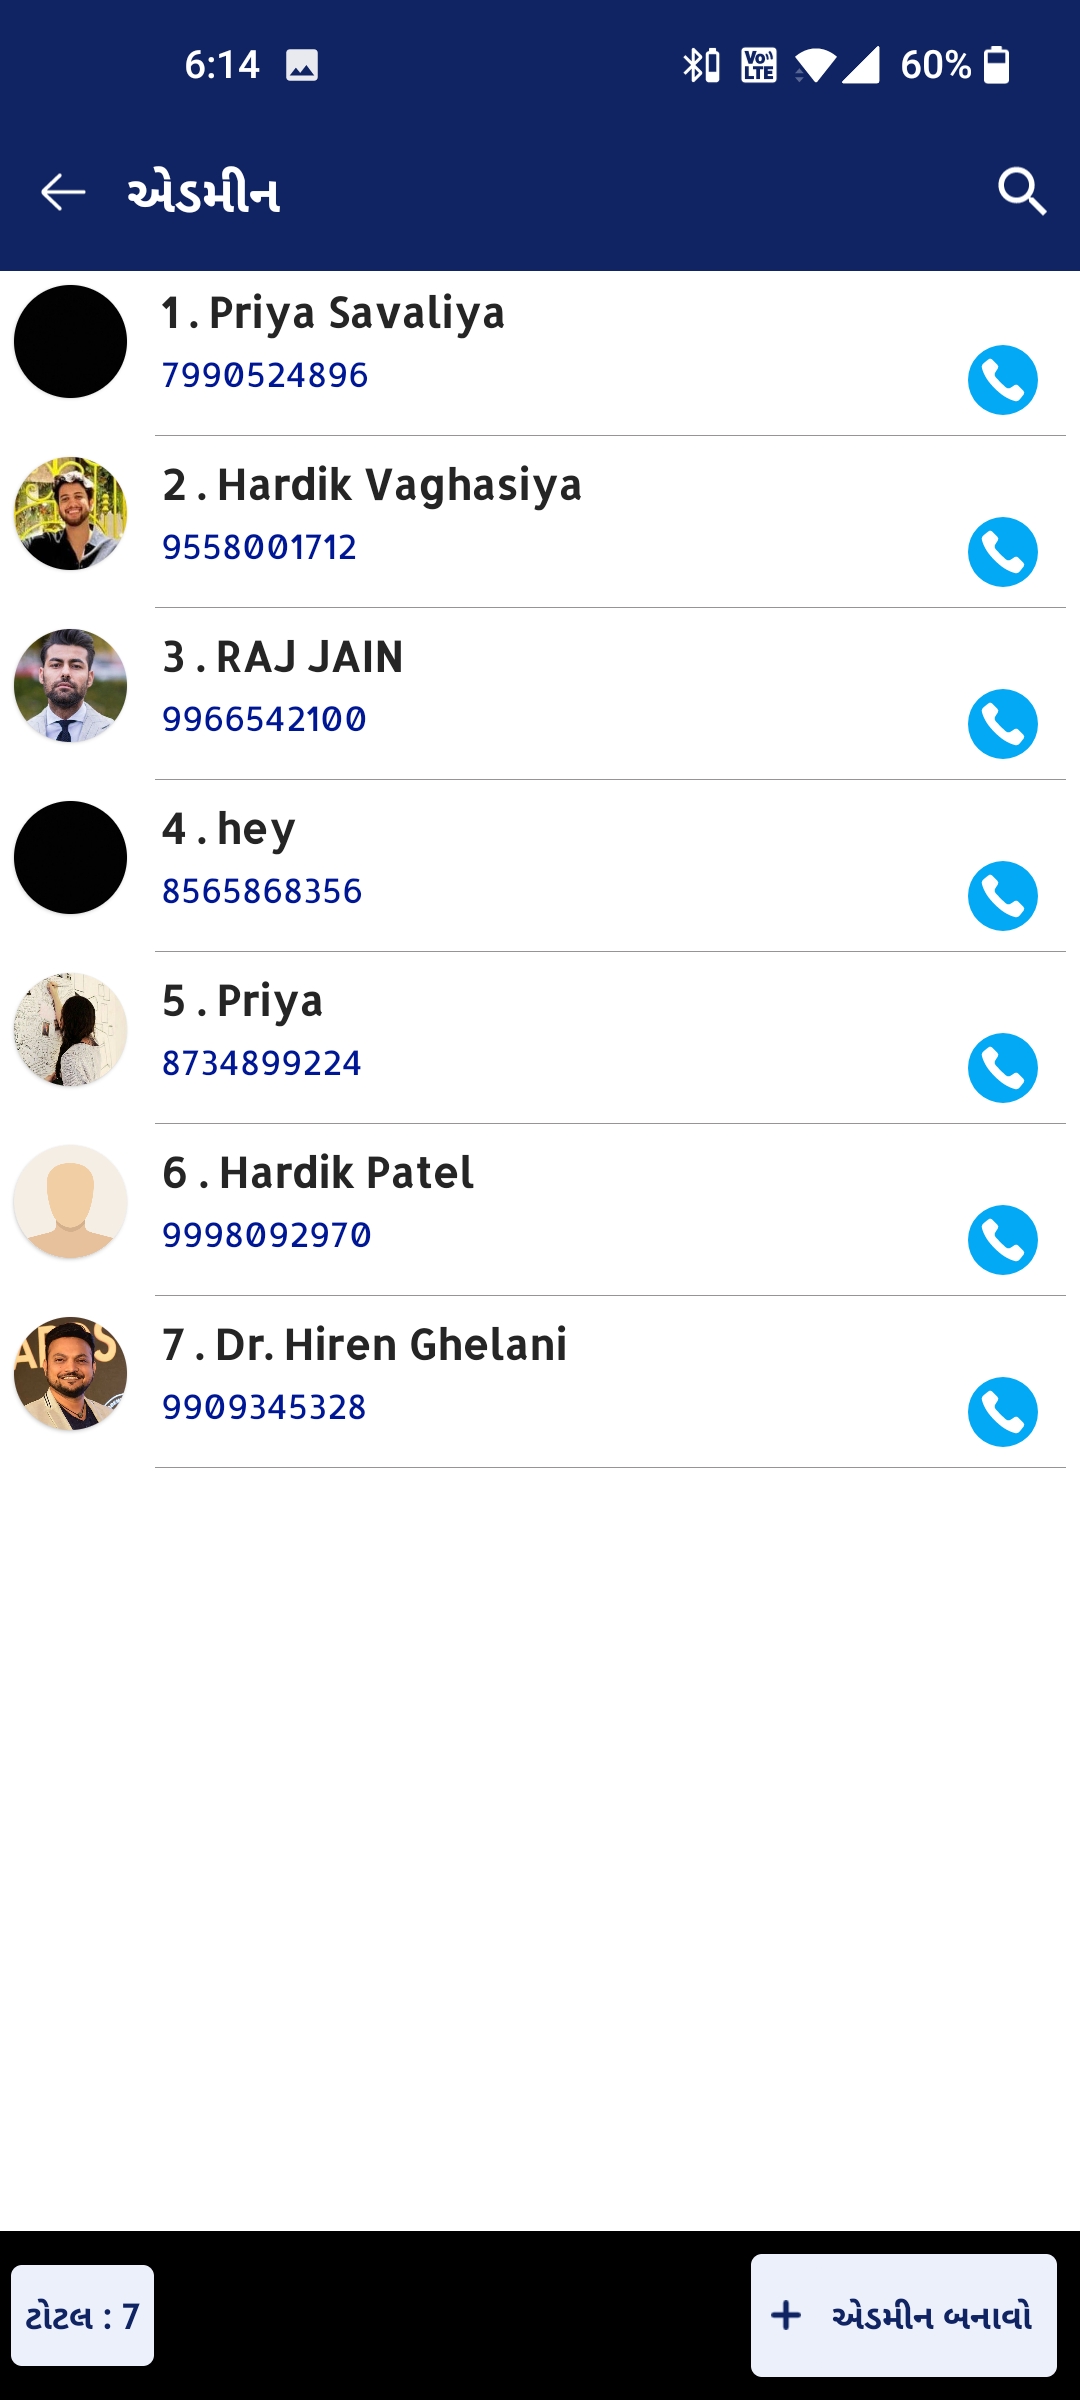 6:14 VoLTE 60%
એડમીન
1 . Priya Savaliya
7990524896
2 . Hardik Vaghasiya
9558001712
3 . RAJ JAIN
9966542100
4 . hey
8565868356
5 . Priya
8734899224
6 . Hardik Patel
9998092970
7 . Dr. Hiren Ghelani
9909345328
ટોટલ : 7
+ એડમીન બનાવો